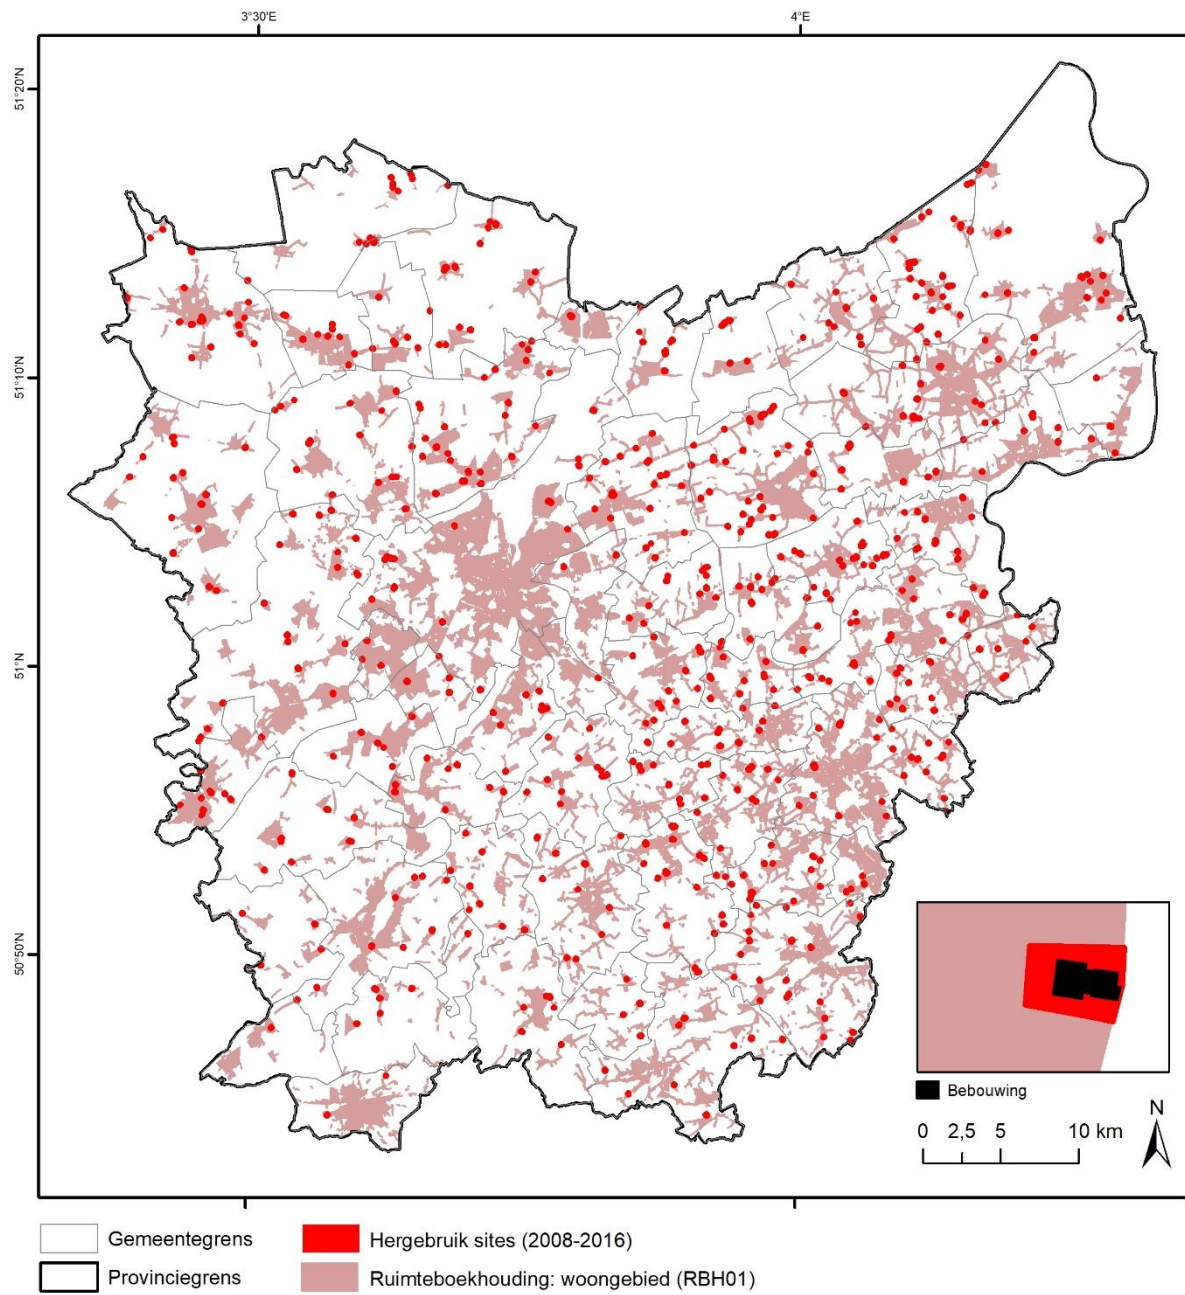 3°30'E
4°E
51°20'N
51°10'N
51°N
50°50'N
Bebouwing
0 2,5 5 10 km
N
Gemeentegrens
Hergebruik sites (2008-2016)
Provinciegrens
Ruimteboekhouding: woongebied (RBH01)